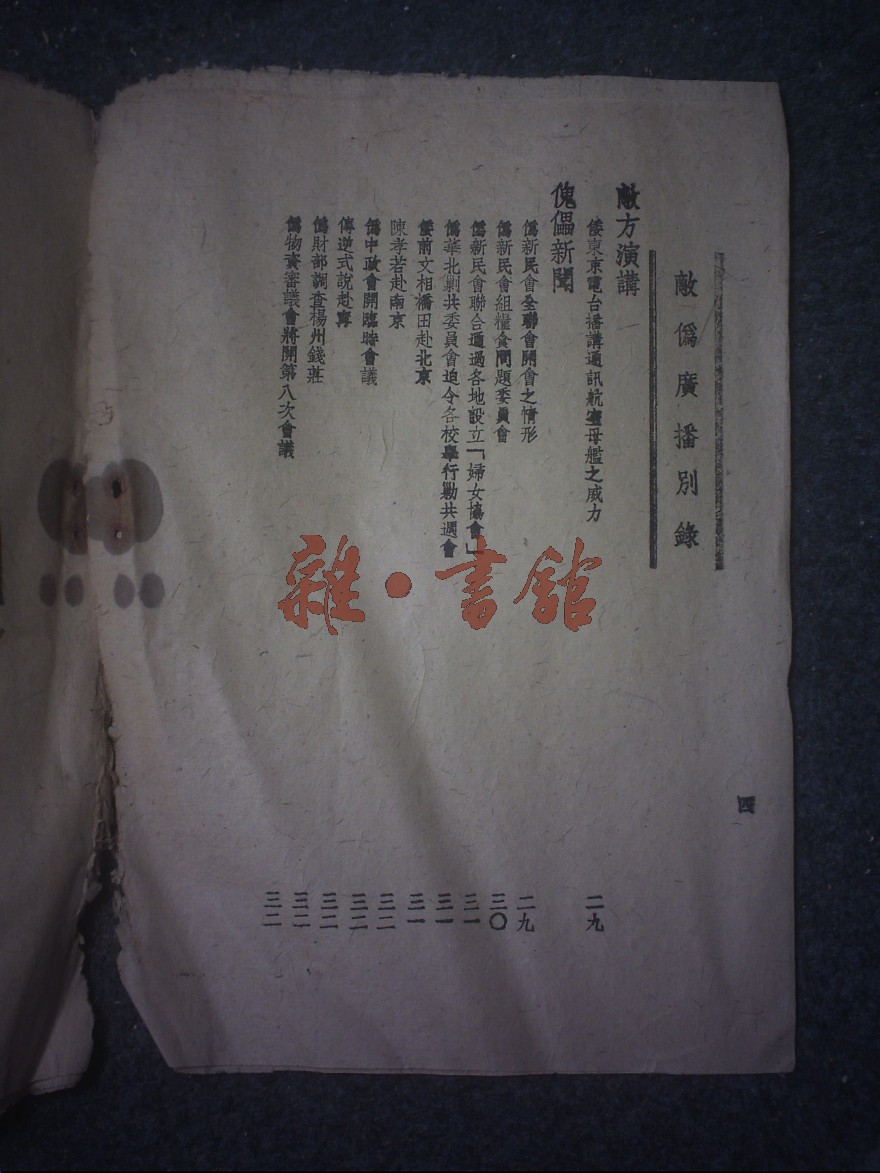 四
敵僞廣播別錄
敵方演講
倭東京電台播講通訊航空母艦之威力 二九
傀儡新聞
僞新民會全聯會開會之情形 二九
僞新民會組糧食問題委員會 三〇
僞新民會聯合通過各地設立「婦女協會」 三一
僞華北剿共委員會迫令各校舉行勦共週會 三一
倭前文相橋田赴北京 三一
陳孝若赴南京 三二
僞中政會開臨時會議 三二
傳逆式說赴寧 三二
僞財部調查楊州錢莊 三二
僞物資審議會將開第八次會議 三二
雜·書館